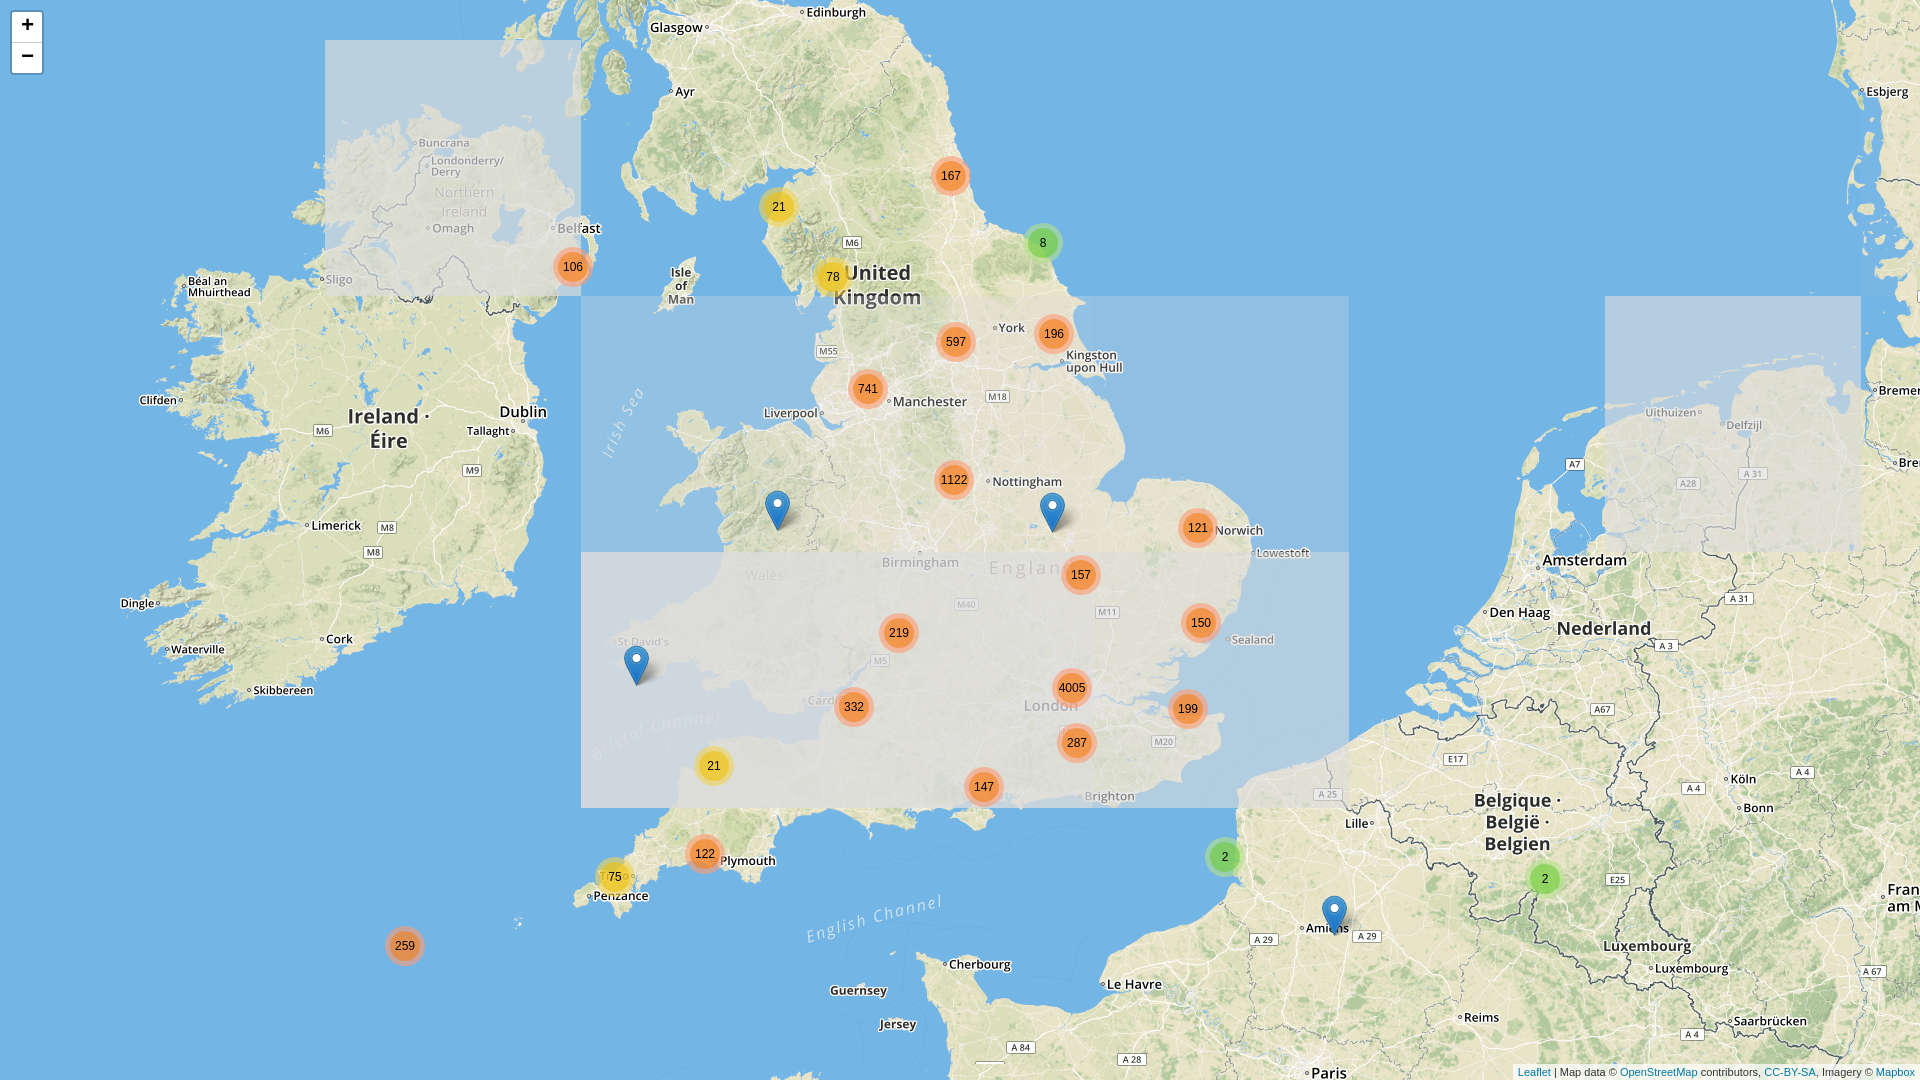 +
−
Edinburgh
Glasgow
Ayr
Esbjerg
Buncrana
Londonderry/
Derry
167
Northern
Ireland
21
Omagh
Belfast
M6
8
106
Isle
of
Man
78
United
Kingdom
Sligo
Béal an
Mhuirthead
York
196
597
M55
Kingston
upon Hull
741
Manchester
M18
Bremer
Clifden
Dublin
Liverpool
Uithuizen
Delfzijl
Ireland ·
Éire
M6
Tallaght
Irish Sea
M9
A7
A28
A 31
Bre
1122
Nottingham
Limerick
M8
121
Norwich
M8
Lowestoft
Birmingham
Englan
157
Wales
Amsterdam
Dingle
M40
M11
A 31
Den Haag
150
Nederland
219
Cork
St David's
Sealand
A 3
Waterville
M5
Skibbereen
4005
Cardif
332
London
199
A67
Bristol Channel
287
M20
E17
21
A 4
Köln
147
Brighton
A 25
A 4
Bonn
Belgique ·
België ·
Belgien
Lille
122
Plymouth
2
75
Penzance
2
E25
Fran
am M
English Channel
Amiens
A 29
A 29
259
Luxembourg
Cherbourg
Luxembourg
A 67
Le Havre
Guernsey
Reims
Jersey
Saarbrücken
A 4
A 84
A 28
Paris
Leaflet | Map data © OpenStreetMap contributors, CC-BY-SA, Imagery © Mapbox